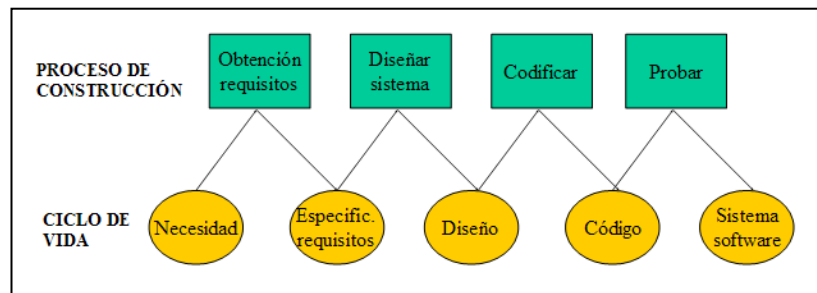 PROCESO DE
CONSTRUCCIÓN
Obtención
requisitos
Diseñar
sistema
Codificar
Probar
CICLO DE
VIDA
Necesidad
Especific.
requisitos
Diseño
Código
Sistema
software